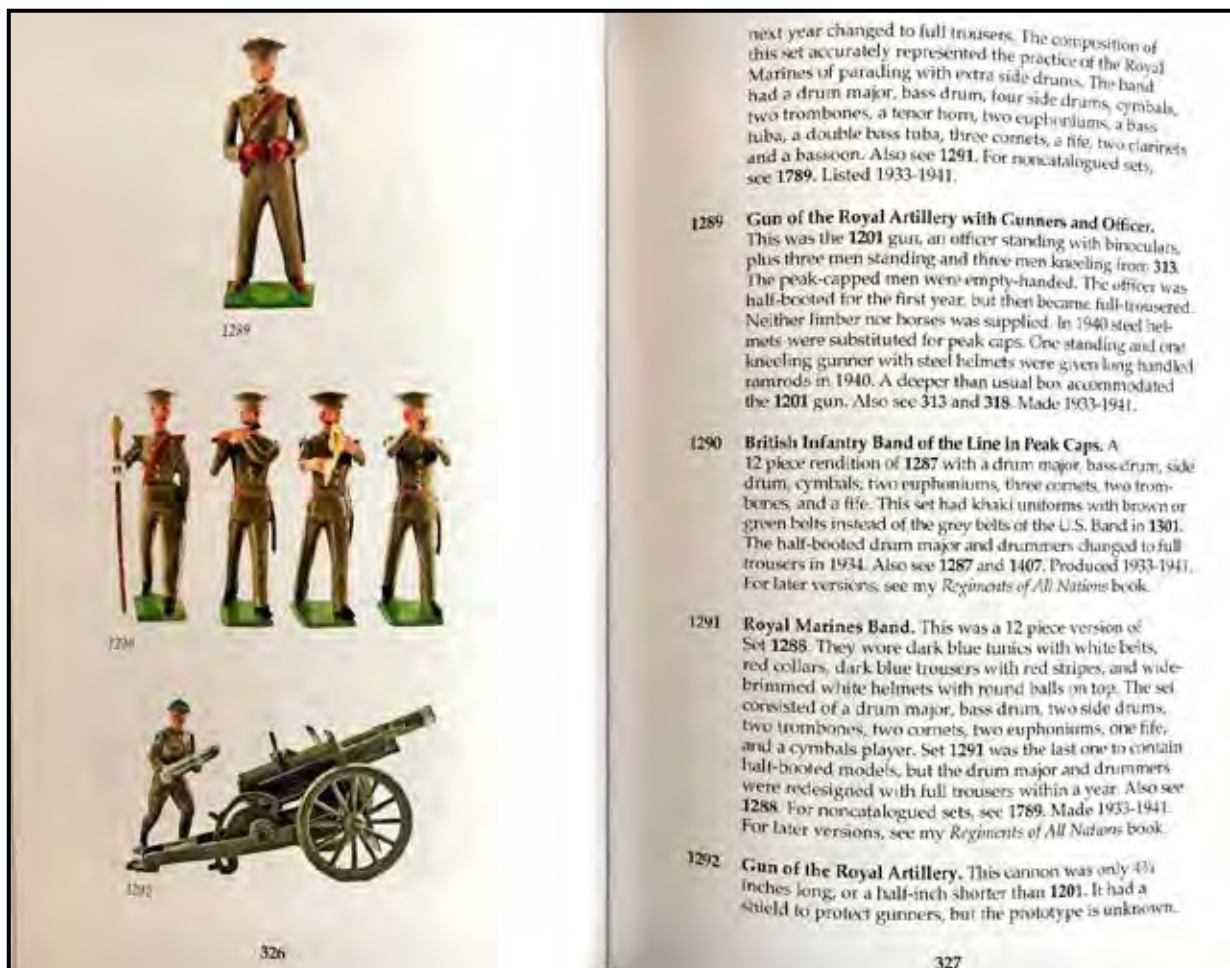 1289
1290
1292
326
next year changed to full trousers. The composition of
this set accurately represented the practice of the Royal
Marines of parading with extra side drums. The band
had a drum major, bass drum, four side drums, cymbals,
two trombones, a tenor horn, two euphoniums, a bass
tuba, a double bass tuba, three cornets, a fife, two clarinets
and a bassoon. Also see 1291. For noncatalogued sets,
see 1789. Listed 1933-1941.
1289 Gun of the Royal Artillery with Gunners and Officer.
This was the 1201 gun, an officer standing with binoculars,
plus three men standing and three men kneeling from 313.
The peak-capped men were empty-handed. The officer was
half-booted for the first year, but then became full-trousered.
Neither limber nor horses was supplied. In 1940 steel hel-
mets were substituted for peak caps. One standing and one
kneeling gunner with steel helmets were given long handled
ramrods in 1940. A deeper than usual box accommodated
the 1201 gun. Also see 313 and 318. Made 1933-1941.
1290 British Infantry Band of the Line in Peak Caps. A
12 piece rendition of 1287 with a drum major, bass drum, side
drum, cymbals, two euphoniums, three cornets, two trom-
bones, and a fife. This set had khaki uniforms with brown or
green belts instead of the grey belts of the U.S. Band in 1301.
The half-booted drum major and drummers changed to full
trousers in 1934. Also see 1287 and 1407. Produced 1933-1941.
For later versions, see my Regiments of All Nations book.
1291 Royal Marines Band. This was a 12 piece version of
Set 1288. They wore dark blue tunics with white belts,
red collars, dark blue trousers with red stripes, and wide-
brimmed white helmets with round balls on top. The set
consisted of a drum major, bass drum, two side drums,
two trombones, two cornets, two euphoniums, one fife,
and a cymbals player. Set 1291 was the last one to contain
half-booted models, but the drum major and drummers
were redesigned with full trousers within a year. Also see
1288. For noncatalogued sets, see 1789. Made 1933-1941.
For later versions, see my Regiments of All Nations book.
1292 Gun of the Royal Artillery. This cannon was only 4¾
inches long, or a half-inch shorter than 1201. It had a
shield to protect gunners, but the prototype is unknown.
327